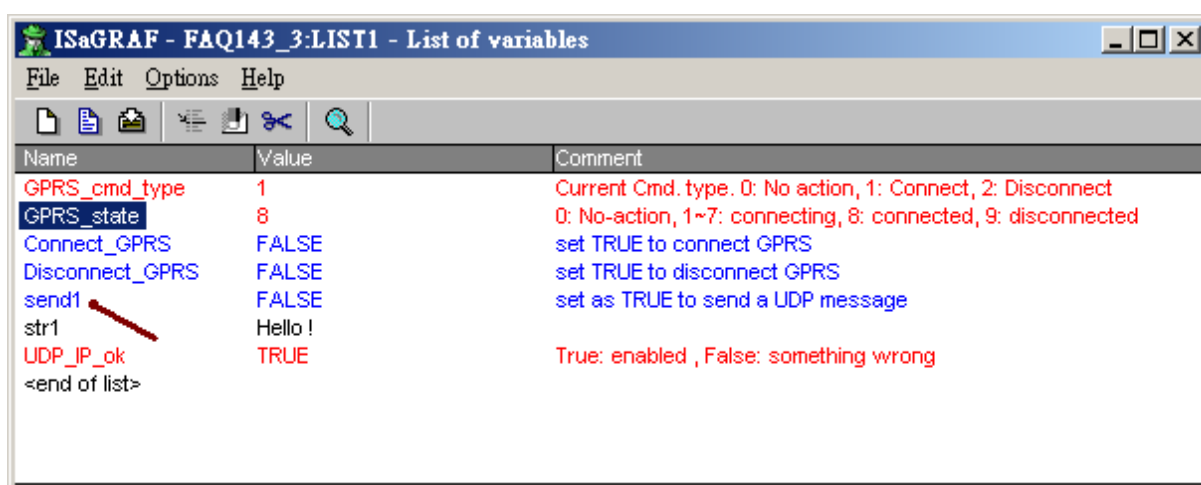 ISaGRAF - FAQ143_3:LIST1 - List of variables
File Edit Options Help
Name Value Comment
GPRS_cmd_type 1 Current Cmd. type. 0: No action, 1: Connect, 2: Disconnect
GPRS_state 8 0: No-action, 1~7: connecting, 8: connected, 9: disconnected
Connect_GPRS FALSE set TRUE to connect GPRS
Disconnect_GPRS FALSE set TRUE to disconnect GPRS
send1 FALSE set as TRUE to send a UDP message
str1 Hello !
UDP_IP_ok TRUE True: enabled , False: something wrong
<end of list>